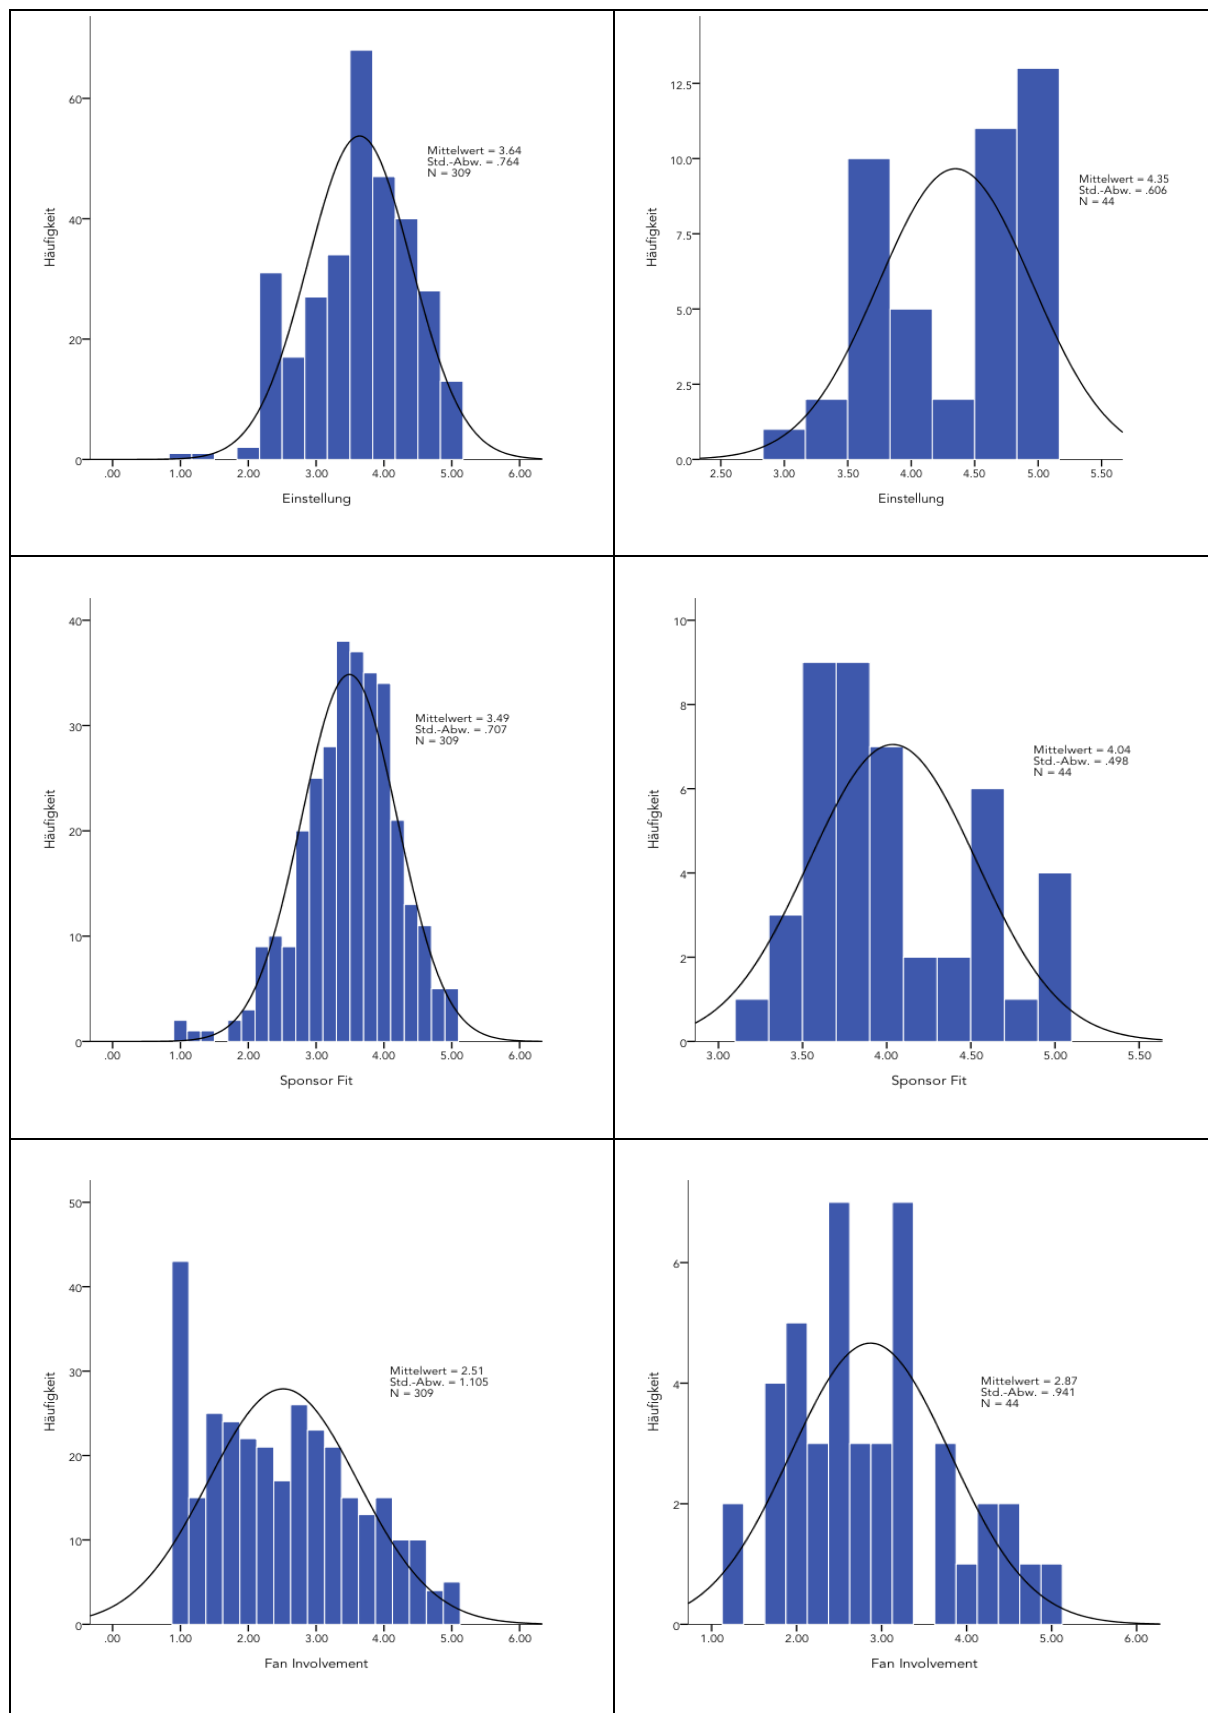 60
40
20
0
Häufigkeit
Mittelwert = 3.64
Std.-Abw. = .764
N = 309
.00 1.00 2.00 3.00 4.00 5.00 6.00
Einstellung
12.5
10.0
7.5
5.0
2.5
0.0
Häufigkeit
Mittelwert = 4.35
Std.-Abw. = .606
N = 44
2.50 3.00 3.50 4.00 4.50 5.00 5.50
Einstellung
40
30
20
10
0
Häufigkeit
Mittelwert = 3.49
Std.-Abw. = .707
N = 309
.00 1.00 2.00 3.00 4.00 5.00 6.00
Sponsor Fit
10
8
6
4
2
0
Häufigkeit
Mittelwert = 4.04
Std.-Abw. = .498
N = 44
3.00 3.50 4.00 4.50 5.00 5.50
Sponsor Fit
50
40
30
20
10
0
Häufigkeit
Mittelwert = 2.51
Std.-Abw. = 1.105
N = 309
.00 1.00 2.00 3.00 4.00 5.00 6.00
Fan Involvement
6
4
2
0
Häufigkeit
Mittelwert = 2.87
Std.-Abw. = .941
N = 44
1.00 2.00 3.00 4.00 5.00 6.00
Fan Involvement